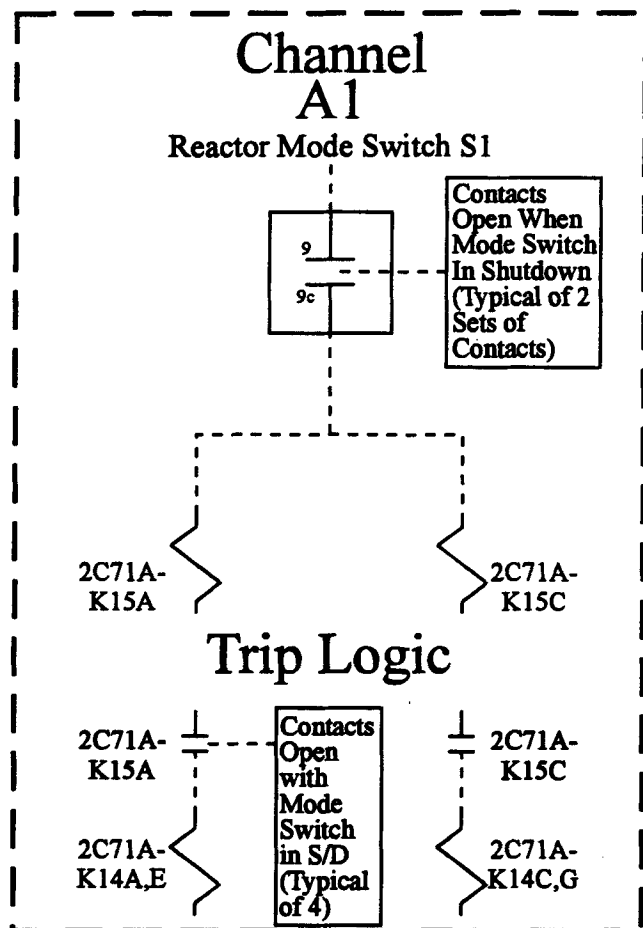 Channel
A1
Reactor Mode Switch S1
Contacts
Open When
Mode Switch
In Shutdown
(Typical of 2
Sets of
Contacts)
9
9c
2C71A-
K15A
2C71A-
K15C
Trip Logic
2C71A-
K15A
Contacts
Open
with
Mode
Switch
in S/D
(Typical
of 4)
2C71A-
K15C
2C71A-
K14A,E
2C71A-
K14C,G